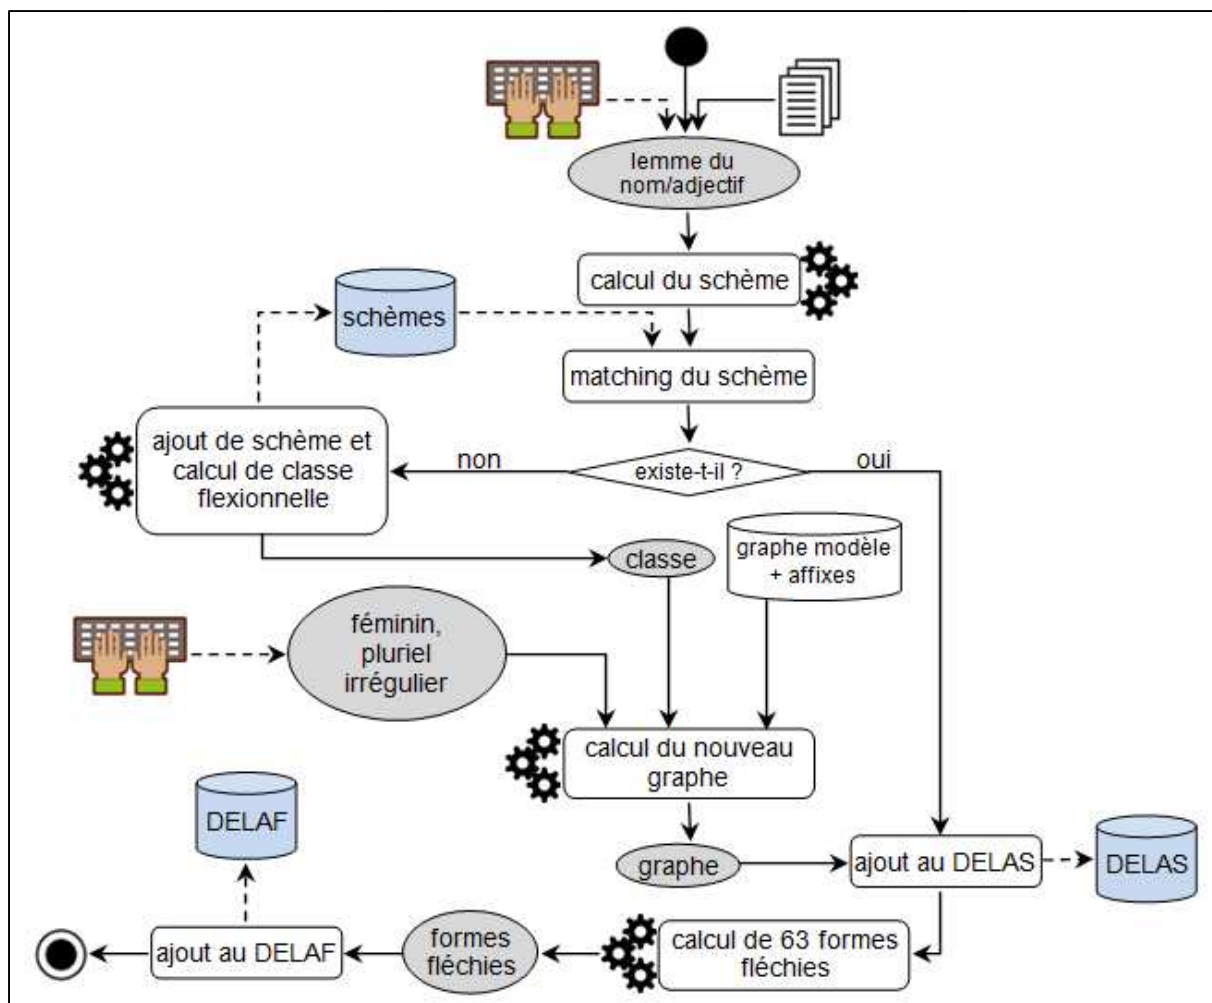 lemme du
nom/adjectif
calcul du schème
schèmes
matching du schème
ajout de schème et
calcul de classe
flexionnelle
non
existe-t-il ?
oui
classe
graphe modèle
+ affixes
féminin,
pluriel
irrégulier
calcul du nouveau
graphe
DELAF
graphe
ajout au DELAS
DELAS
calcul de 63 formes
fléchies
formes
fléchies
ajout au DELAF